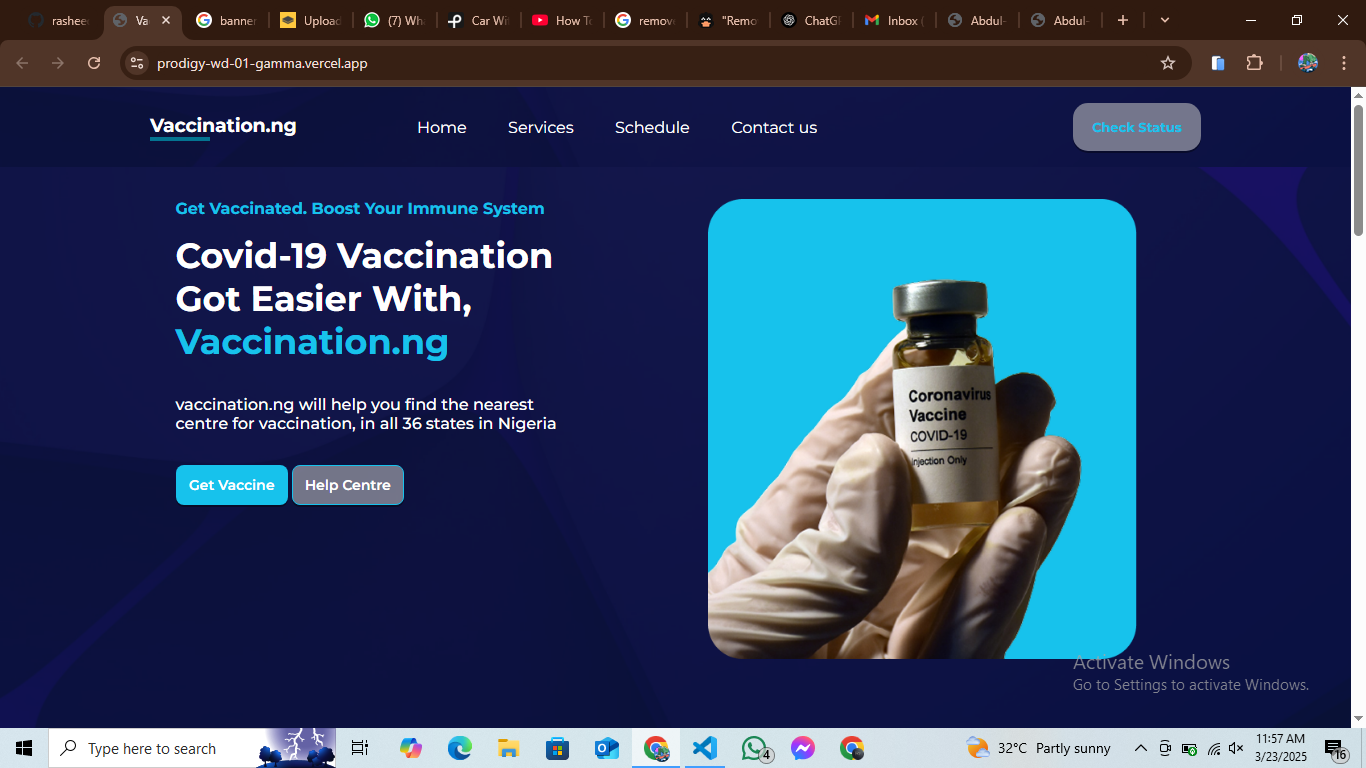 rashee
Va
banner
Upload
(7) Wha
Car Wi
How To
remov
"Remo
ChatGP
Inbox (
Abdul-
Abdul-
prodigy-wd-01-gamma.vercel.app
Vaccination.ng
Home
Services
Schedule
Contact us
Check Status
Get Vaccinated. Boost Your Immune System
Covid-19 Vaccination
Got Easier With,
Vaccination.ng
vaccination.ng will help you find the nearest
centre for vaccination, in all 36 states in Nigeria
Get Vaccine
Help Centre
Coronavirus
Vaccine
COVID-19
Injection Only
Activate Windows
Go to Settings to activate Windows.
Type here to search
4
32°C Partly sunny
11:57 AM
3/23/2025
16